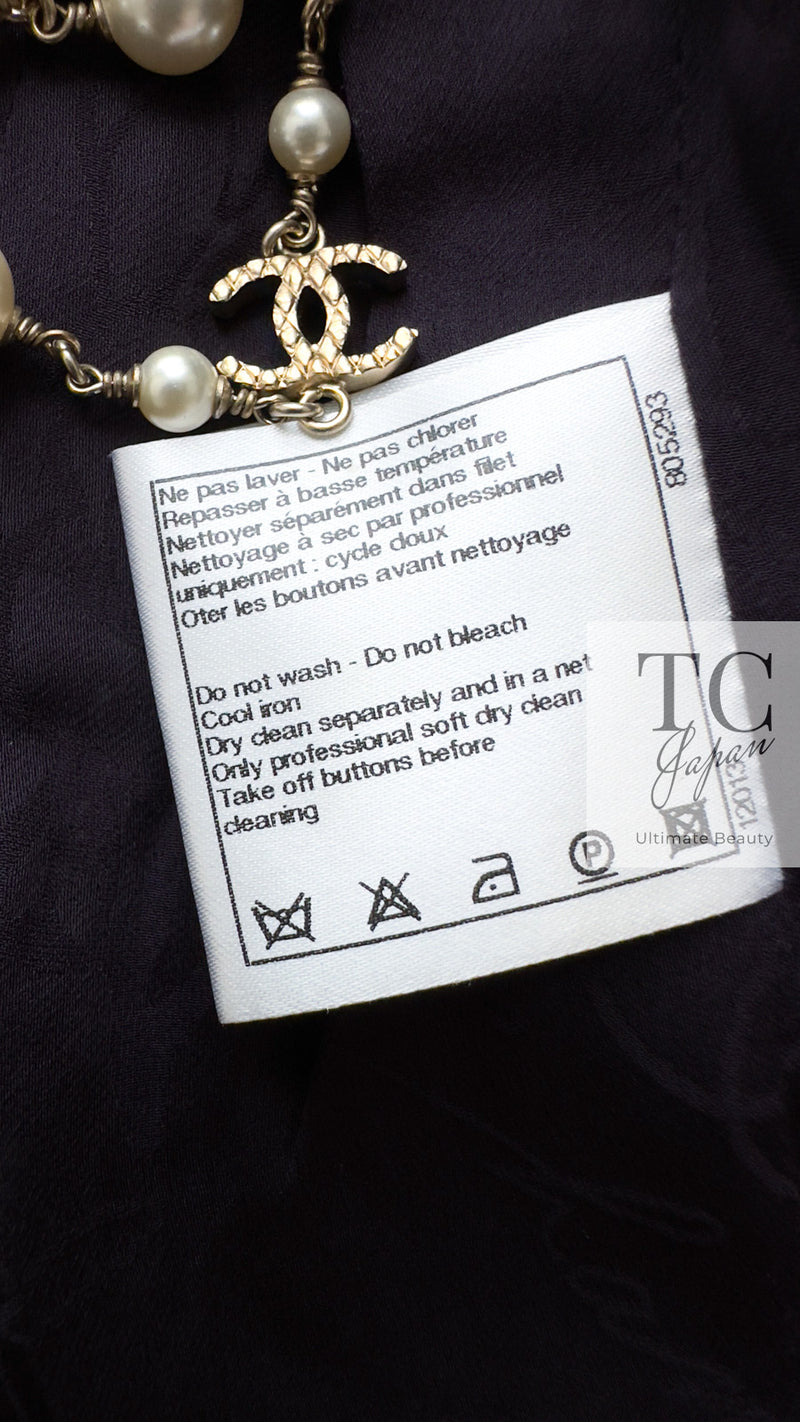 Ne pas laver - Ne pas chlorer
Repasser à basse température
Nettoyer séparément dans filet
Nettoyage à sec par professionnel
uniquement : cycle doux
Oter les boutons avant nettoyage
Do not wash - Do not bleach
Cool iron
Dry clean separately and in a net
Only professional soft dry clean
Take off buttons before
cleaning
P
805293
TC
Japan
Ultimate Beauty